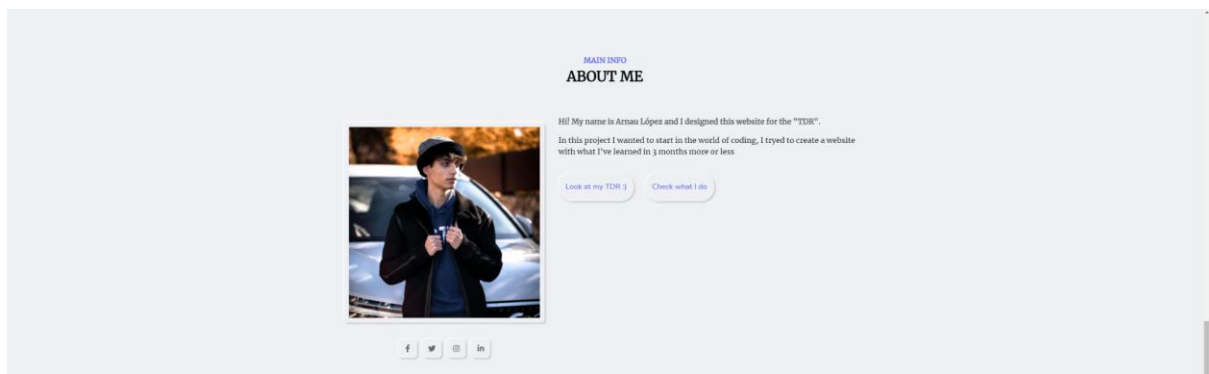 MAIN INFO
ABOUT ME
Hi! My name is Arnau López and I designed this website for the "TDR".
In this project I wanted to start in the world of coding, I tryed to create a website
with what I've learned in 3 months more or less
Look at my TDR :)
Check what I do